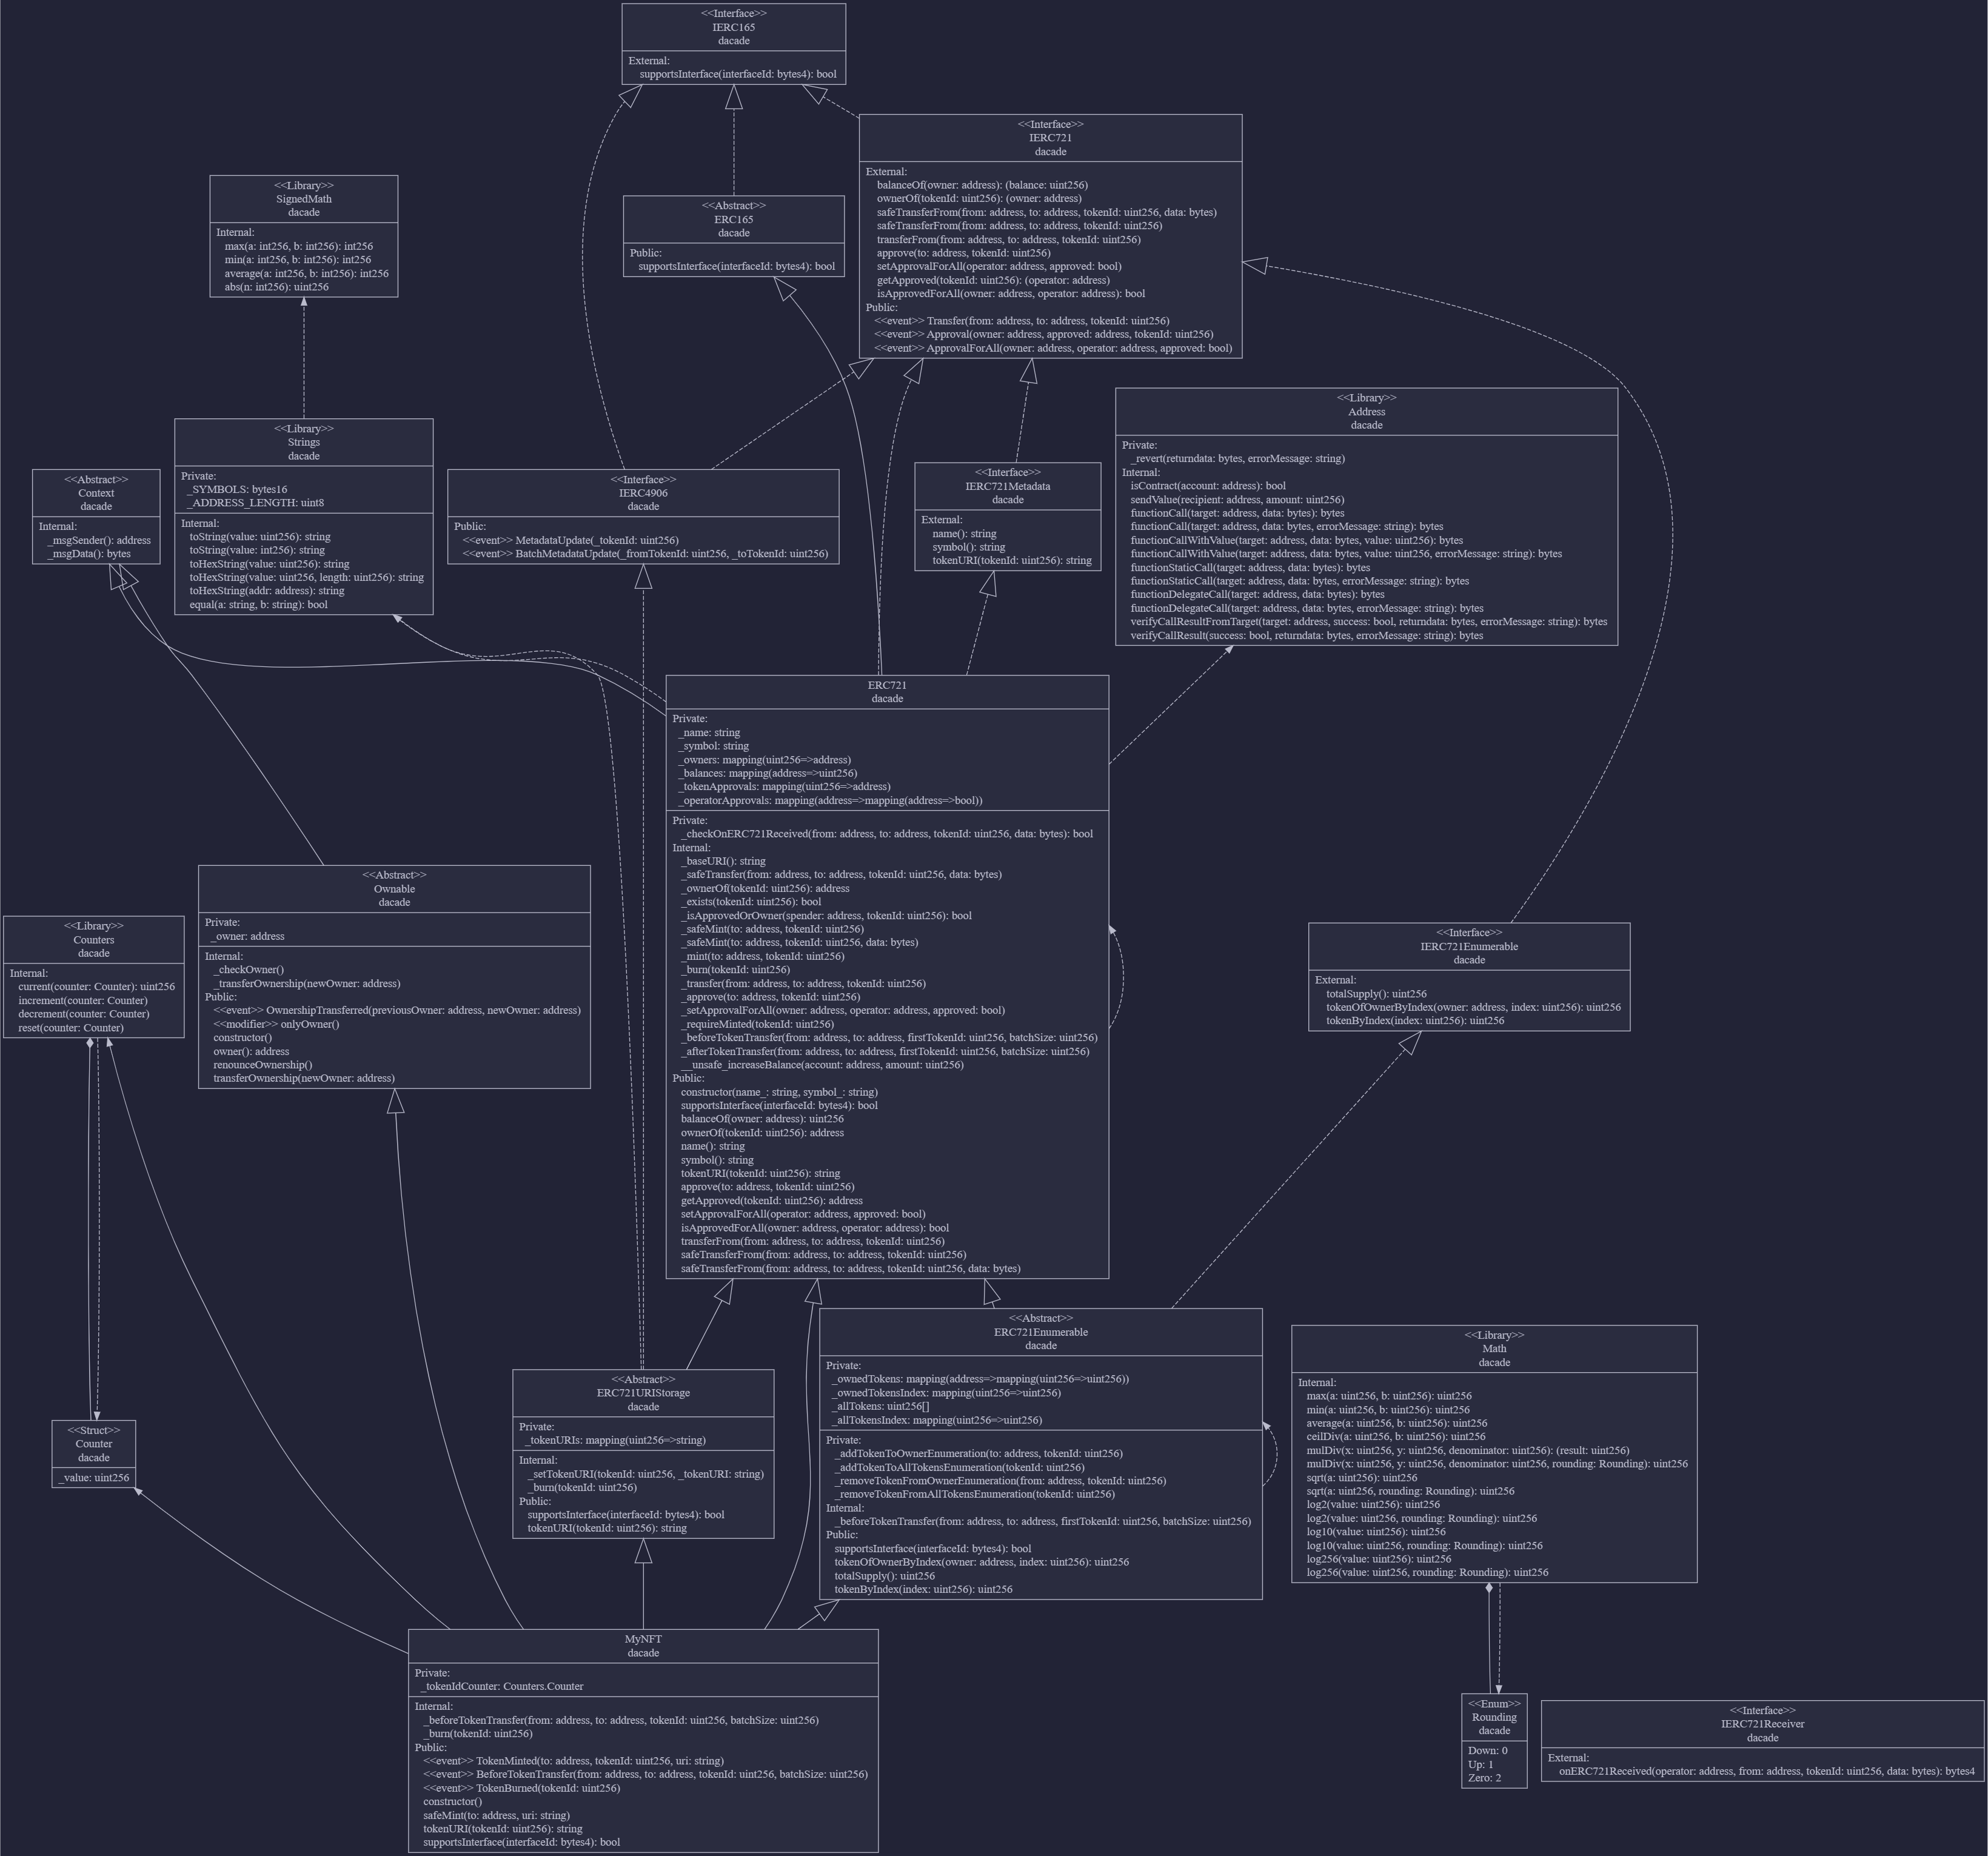 <<Interface>>
IERC165
dacade
External:
supportsInterface(interfaceId: bytes4): bool
<<Interface>>
IERC721
dacade
External:
balanceOf(owner: address): (balance: uint256)
ownerOf(tokenId: uint256): (owner: address)
safeTransferFrom(from: address, to: address, tokenId: uint256, data: bytes)
safeTransferFrom(from: address, to: address, tokenId: uint256)
transferFrom(from: address, to: address, tokenId: uint256)
approve(to: address, tokenId: uint256)
setApprovalForAll(operator: address, approved: bool)
getApproved(tokenId: uint256): (operator: address)
isApprovedForAll(owner: address, operator: address): bool
Public:
<<event>> Transfer(from: address, to: address, tokenId: uint256)
<<event>> Approval(owner: address, approved: address, tokenId: uint256)
<<event>> ApprovalForAll(owner: address, operator: address, approved: bool)
<<Library>>
SignedMath
dacade
Internal:
max(a: int256, b: int256): int256
min(a: int256, b: int256): int256
average(a: int256, b: int256): int256
abs(n: int256): uint256
<<Abstract>>
ERC165
dacade
Public:
supportsInterface(interfaceId: bytes4): bool
<<Library>>
Address
dacade
Private:
_revert(returndata: bytes, errorMessage: string)
Internal:
isContract(account: address): bool
sendValue(recipient: address, amount: uint256)
functionCall(target: address, data: bytes): bytes
functionCall(target: address, data: bytes, errorMessage: string): bytes
functionCallWithValue(target: address, data: bytes, value: uint256): bytes
functionCallWithValue(target: address, data: bytes, value: uint256, errorMessage: string): bytes
functionStaticCall(target: address, data: bytes): bytes
functionStaticCall(target: address, data: bytes, errorMessage: string): bytes
functionDelegateCall(target: address, data: bytes): bytes
functionDelegateCall(target: address, data: bytes, errorMessage: string): bytes
verifyCallResultFromTarget(target: address, success: bool, returndata: bytes, errorMessage: string): bytes
verifyCallResult(success: bool, returndata: bytes, errorMessage: string): bytes
<<Library>>
Strings
dacade
Private:
_SYMBOLS: bytes16
_ADDRESS_LENGTH: uint8
Internal:
toString(value: uint256): string
toString(value: int256): string
toHexString(value: uint256): string
toHexString(value: uint256, length: uint256): string
toHexString(addr: address): string
equal(a: string, b: string): bool
<<Abstract>>
Context
dacade
Internal:
_msgSender(): address
_msgData(): bytes
<<Interface>>
IERC4906
dacade
Public:
<<event>> MetadataUpdate(_tokenId: uint256)
<<event>> BatchMetadataUpdate(_fromTokenId: uint256, _toTokenId: uint256)
<<Interface>>
IERC721Metadata
dacade
External:
name(): string
symbol(): string
tokenURI(tokenId: uint256): string
ERC721
dacade
Private:
_name: string
_symbol: string
_owners: mapping(uint256=>address)
_balances: mapping(address=>uint256)
_tokenApprovals: mapping(uint256=>address)
_operatorApprovals: mapping(address=>mapping(address=>bool))
Private:
_checkOnERC721Received(from: address, to: address, tokenId: uint256, data: bytes): bool
Internal:
_baseURI(): string
_safeTransfer(from: address, to: address, tokenId: uint256, data: bytes)
_ownerOf(tokenId: uint256): address
_exists(tokenId: uint256): bool
_isApprovedOrOwner(spender: address, tokenId: uint256): bool
_safeMint(to: address, tokenId: uint256)
_safeMint(to: address, tokenId: uint256, data: bytes)
_mint(to: address, tokenId: uint256)
_burn(tokenId: uint256)
_transfer(from: address, to: address, tokenId: uint256)
_approve(to: address, tokenId: uint256)
_setApprovalForAll(owner: address, operator: address, approved: bool)
_requireMinted(tokenId: uint256)
_beforeTokenTransfer(from: address, to: address, firstTokenId: uint256, batchSize: uint256)
_afterTokenTransfer(from: address, to: address, firstTokenId: uint256, batchSize: uint256)
__unsafe_increaseBalance(account: address, amount: uint256)
Public:
constructor(name_: string, symbol_: string)
supportsInterface(interfaceId: bytes4): bool
balanceOf(owner: address): uint256
ownerOf(tokenId: uint256): address
name(): string
symbol(): string
tokenURI(tokenId: uint256): string
approve(to: address, tokenId: uint256)
getApproved(tokenId: uint256): address
setApprovalForAll(operator: address, approved: bool)
isApprovedForAll(owner: address, operator: address): bool
transferFrom(from: address, to: address, tokenId: uint256)
safeTransferFrom(from: address, to: address, tokenId: uint256)
safeTransferFrom(from: address, to: address, tokenId: uint256, data: bytes)
<<Abstract>>
Ownable
dacade
Private:
_owner: address
Internal:
_checkOwner()
_transferOwnership(newOwner: address)
Public:
<<event>> OwnershipTransferred(previousOwner: address, newOwner: address)
<<modifier>> onlyOwner()
constructor()
owner(): address
renounceOwnership()
transferOwnership(newOwner: address)
<<Library>>
Counters
dacade
Internal:
current(counter: Counter): uint256
increment(counter: Counter)
decrement(counter: Counter)
reset(counter: Counter)
<<Interface>>
IERC721Enumerable
dacade
External:
totalSupply(): uint256
tokenOfOwnerByIndex(owner: address, index: uint256): uint256
tokenByIndex(index: uint256): uint256
<<Abstract>>
ERC721Enumerable
dacade
Private:
_ownedTokens: mapping(address=>mapping(uint256=>uint256))
_ownedTokensIndex: mapping(uint256=>uint256)
_allTokens: uint256[]
_allTokensIndex: mapping(uint256=>uint256)
Private:
_addTokenToOwnerEnumeration(to: address, tokenId: uint256)
_addTokenToAllTokensEnumeration(tokenId: uint256)
_removeTokenFromOwnerEnumeration(from: address, tokenId: uint256)
_removeTokenFromAllTokensEnumeration(tokenId: uint256)
Internal:
_beforeTokenTransfer(from: address, to: address, firstTokenId: uint256, batchSize: uint256)
Public:
supportsInterface(interfaceId: bytes4): bool
tokenOfOwnerByIndex(owner: address, index: uint256): uint256
totalSupply(): uint256
tokenByIndex(index: uint256): uint256
<<Library>>
Math
dacade
Internal:
max(a: uint256, b: uint256): uint256
min(a: uint256, b: uint256): uint256
average(a: uint256, b: uint256): uint256
ceilDiv(a: uint256, b: uint256): uint256
mulDiv(x: uint256, y: uint256, denominator: uint256): (result: uint256)
mulDiv(x: uint256, y: uint256, denominator: uint256, rounding: Rounding): uint256
sqrt(a: uint256): uint256
sqrt(a: uint256, rounding: Rounding): uint256
log2(value: uint256): uint256
log2(value: uint256, rounding: Rounding): uint256
log10(value: uint256): uint256
log10(value: uint256, rounding: Rounding): uint256
log256(value: uint256): uint256
log256(value: uint256, rounding: Rounding): uint256
<<Abstract>>
ERC721URIStorage
dacade
Private:
_tokenURIs: mapping(uint256=>string)
Internal:
_setTokenURI(tokenId: uint256, _tokenURI: string)
_burn(tokenId: uint256)
Public:
supportsInterface(interfaceId: bytes4): bool
tokenURI(tokenId: uint256): string
<<Struct>>
Counter
dacade
_value: uint256
MyNFT
dacade
Private:
_tokenIdCounter: Counters.Counter
Internal:
_beforeTokenTransfer(from: address, to: address, tokenId: uint256, batchSize: uint256)
_burn(tokenId: uint256)
Public:
<<event>> TokenMinted(to: address, tokenId: uint256, uri: string)
<<event>> BeforeTokenTransfer(from: address, to: address, tokenId: uint256, batchSize: uint256)
<<event>> TokenBurned(tokenId: uint256)
constructor()
safeMint(to: address, uri: string)
tokenURI(tokenId: uint256): string
supportsInterface(interfaceId: bytes4): bool
<<Enum>>
Rounding
dacade
Down: 0
Up: 1
Zero: 2
<<Interface>>
IERC721Receiver
dacade
External:
onERC721Received(operator: address, from: address, tokenId: uint256, data: bytes): bytes4